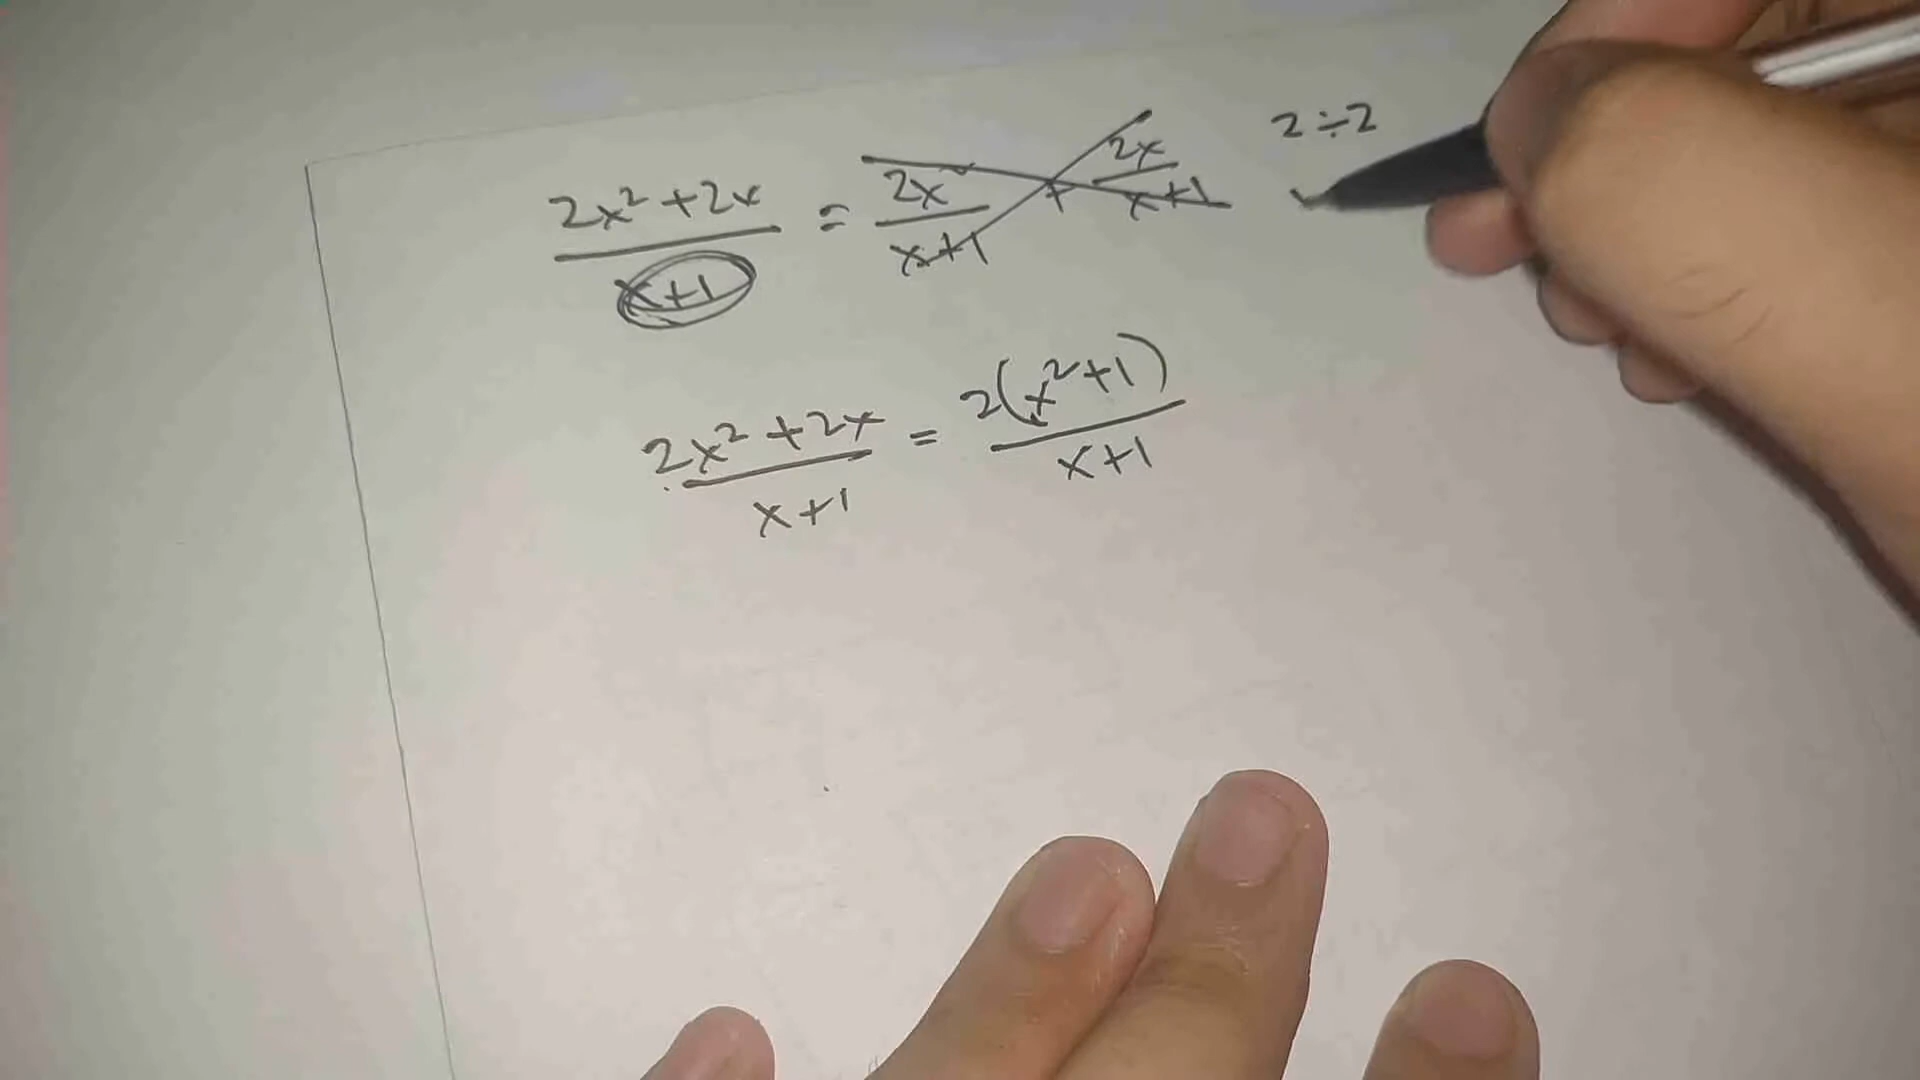 2x² + 2x / x+1 = 2x / x+1 + 2x / x+1 2÷2
2x² + 2x / x+1 = 2(x² + 1) / x+1